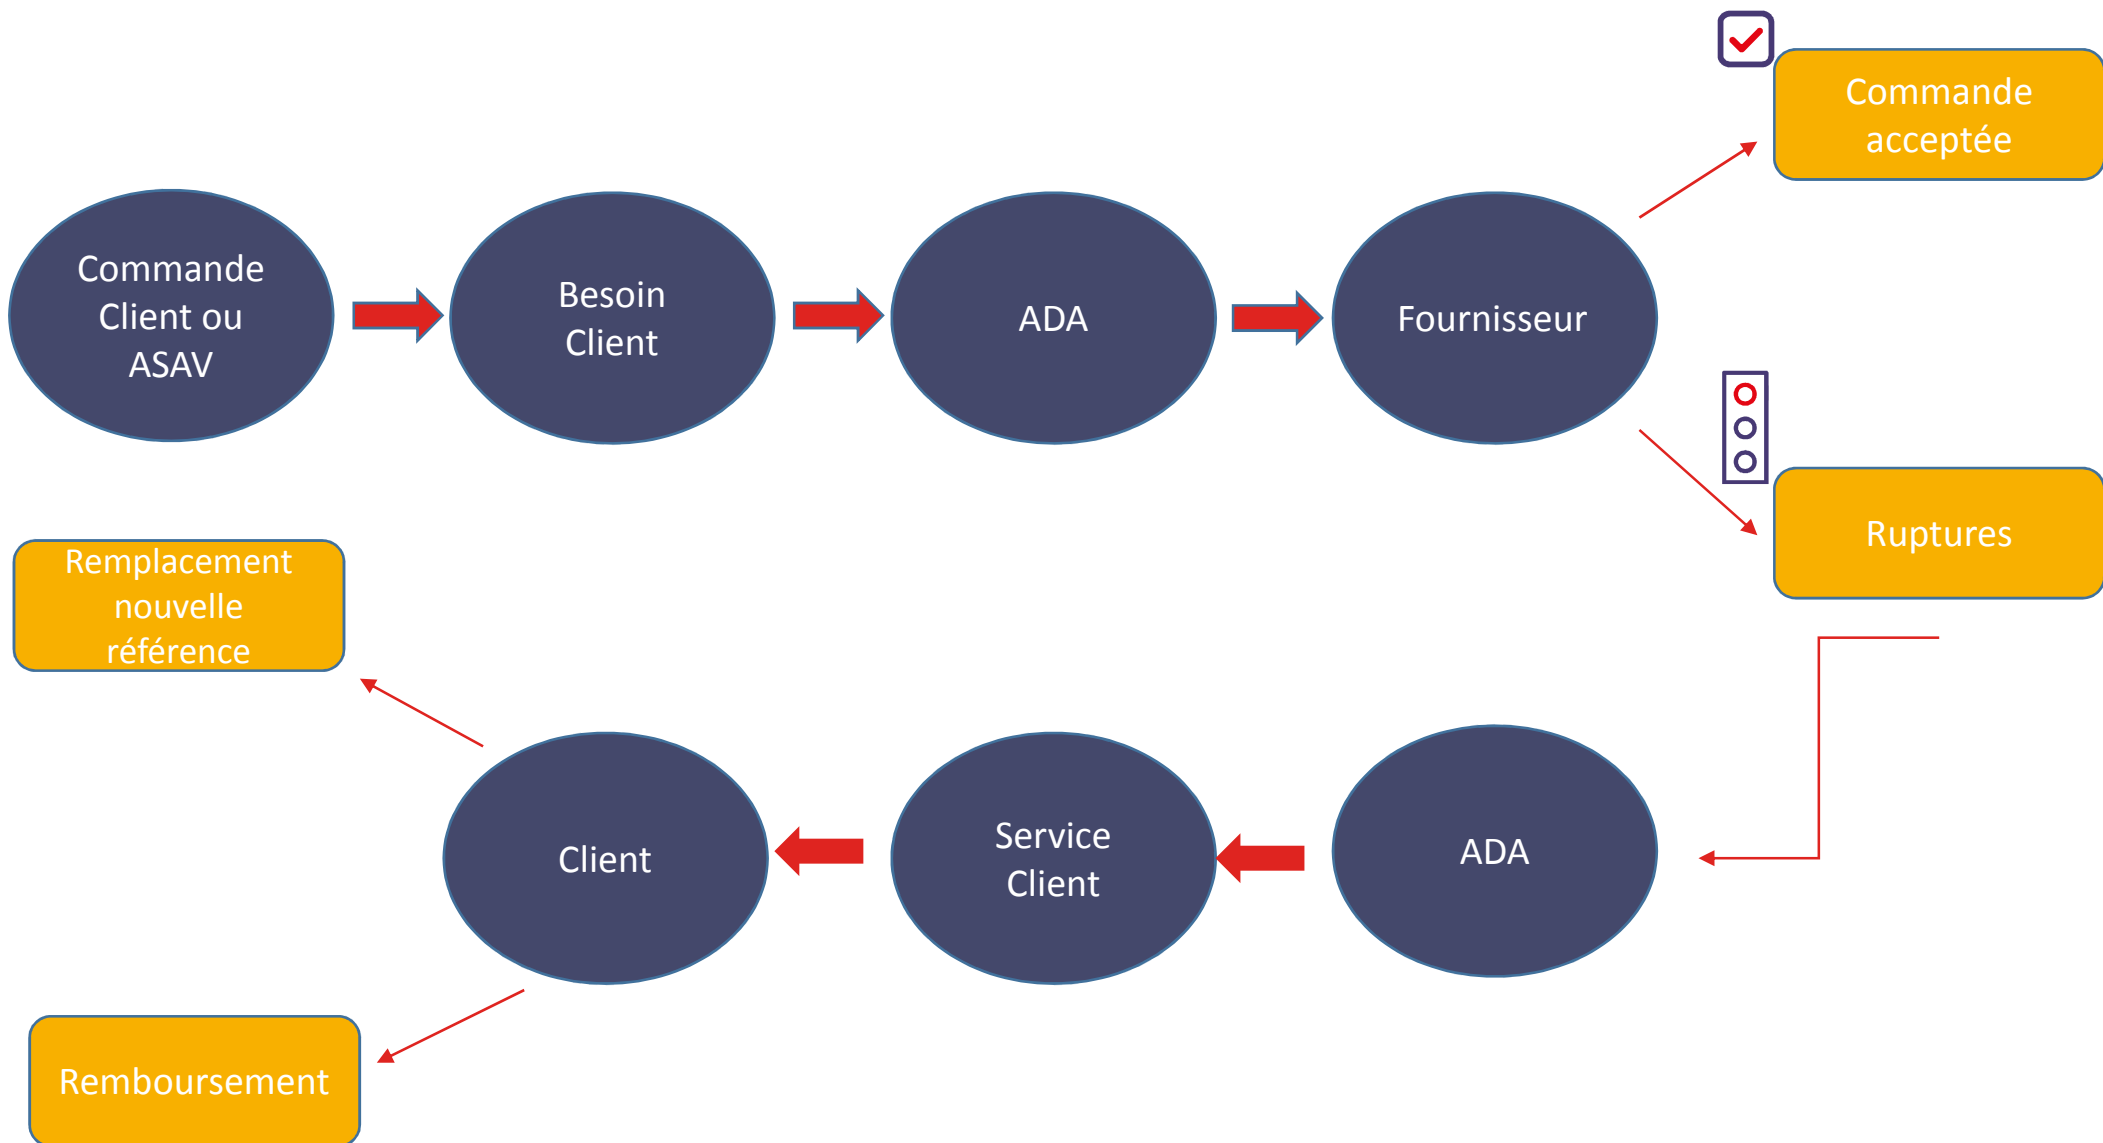 Commande
acceptée
Commande
Client ou
ASAV
Besoin
Client
ADA
Fournisseur
Ruptures
Remplacement
nouvelle
référence
Client
Service
Client
ADA
Remboursement